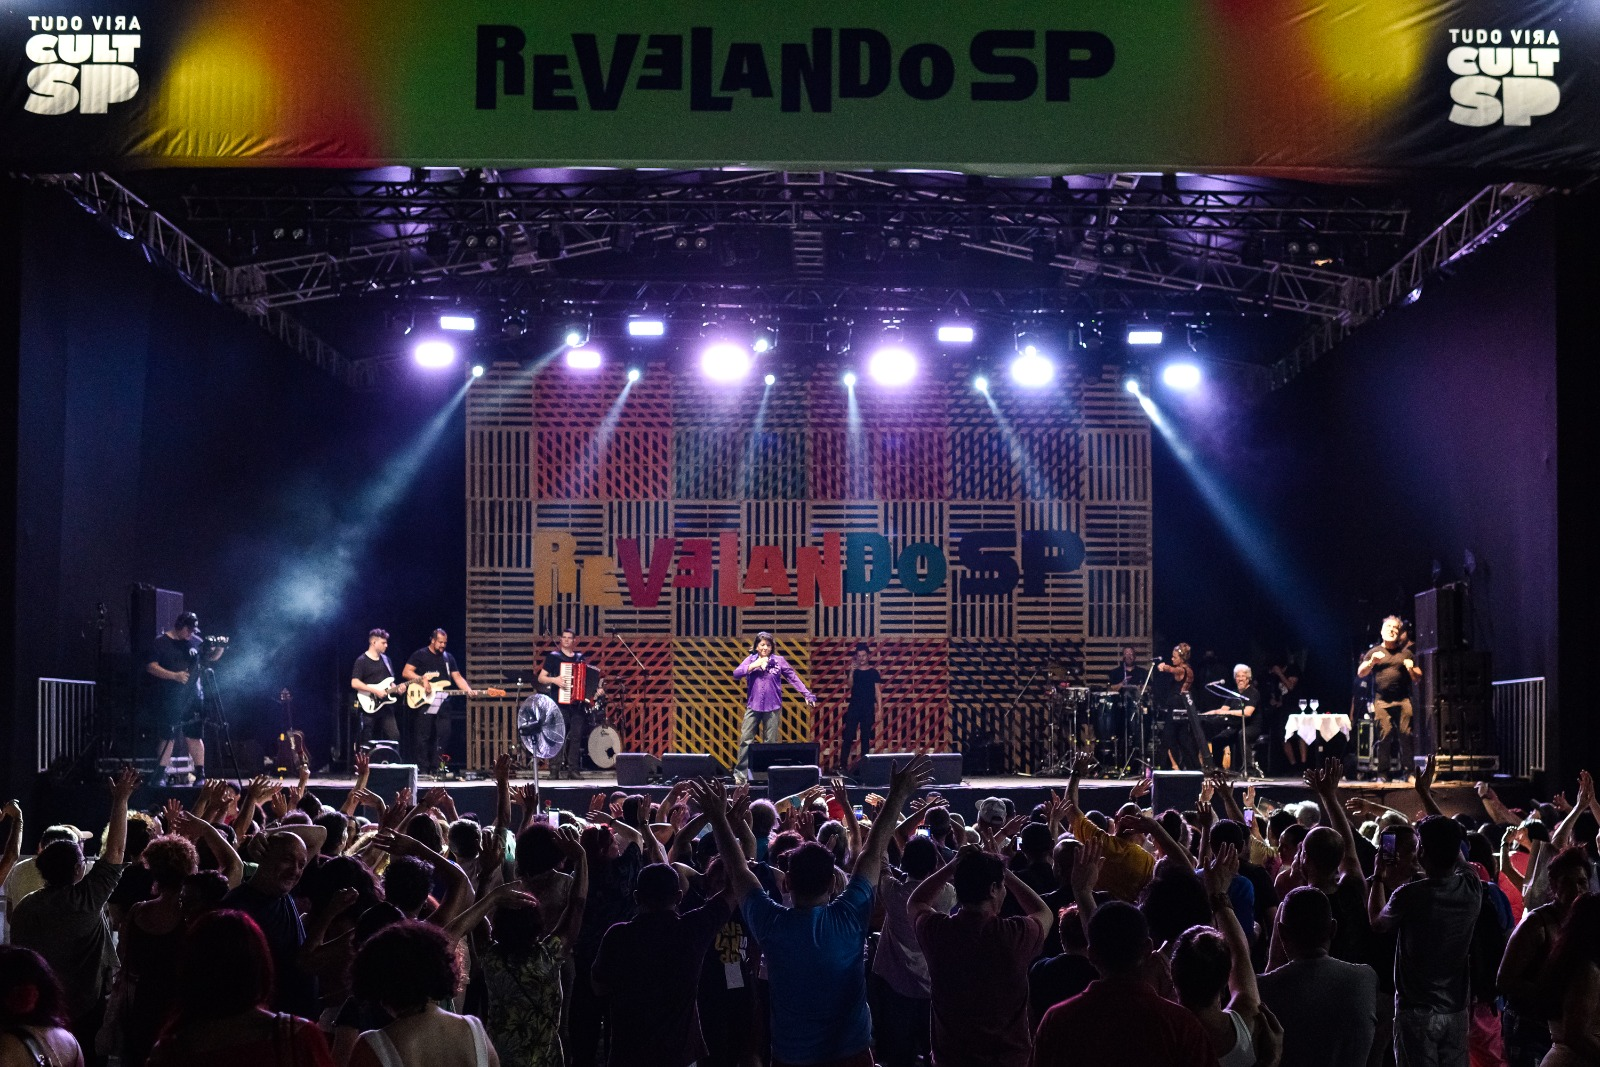 TUDO VIRA
CULT
SP
REVELANDO SP
TUDO VIRA
CULT
SP
REVELANDO SP